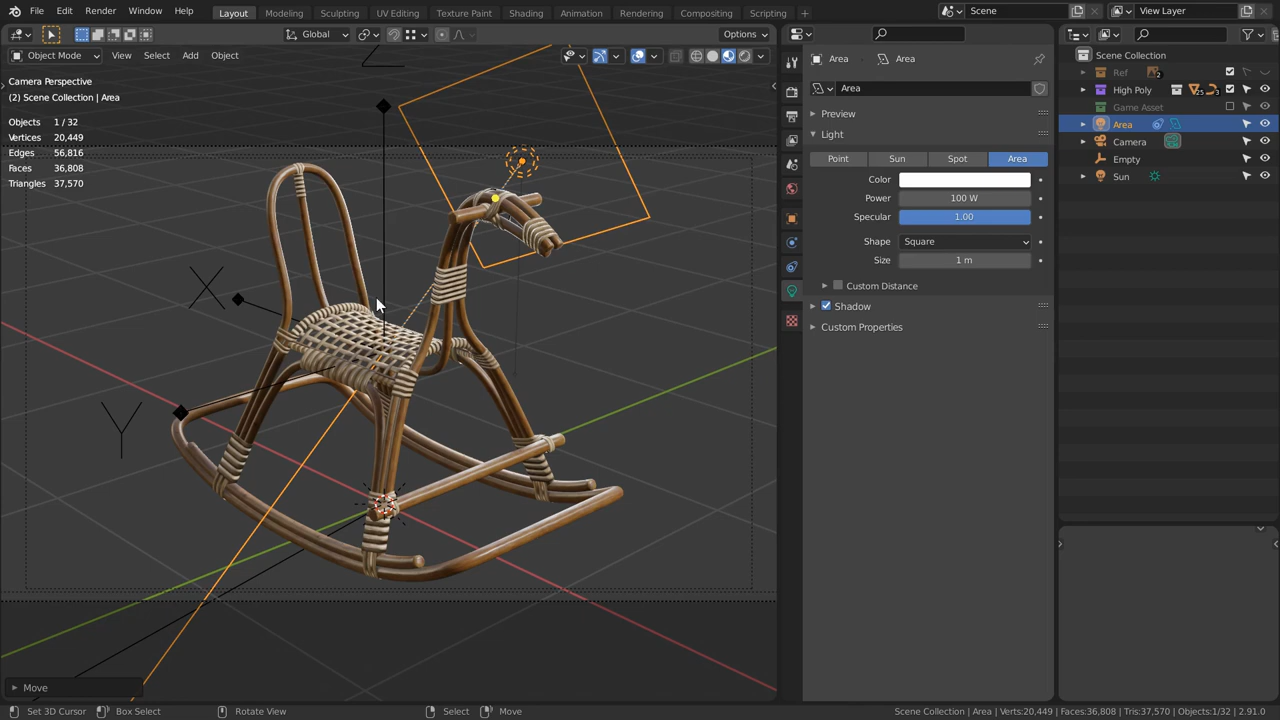 File Edit Render Window Help Layout Modeling Sculpting UV Editing Texture Paint Shading Animation Rendering Compositing Scripting + Scene View Layer
Global Options
Object Mode View Select Add Object
Camera Perspective
(2) Scene Collection | Area
Objects 1 / 32
Vertices 20,449
Edges 56,816
Faces 36,808
Triangles 37,570
Z
X
Y
Move
Area Area
Area
Preview
Light
Point Sun Spot Area
Color
Power 100 W
Specular 1.00
Shape Square
Size 1 m
Custom Distance
Shadow
Custom Properties
Scene Collection
Ref 2
High Poly 25 3
Game Asset
Area
Camera
Empty
Sun
Set 3D Cursor Box Select Rotate View Select Move Scene Collection | Area | Verts:20,449 | Faces:36,808 | Tris:37,570 | Objects:1/32 | 2.91.0